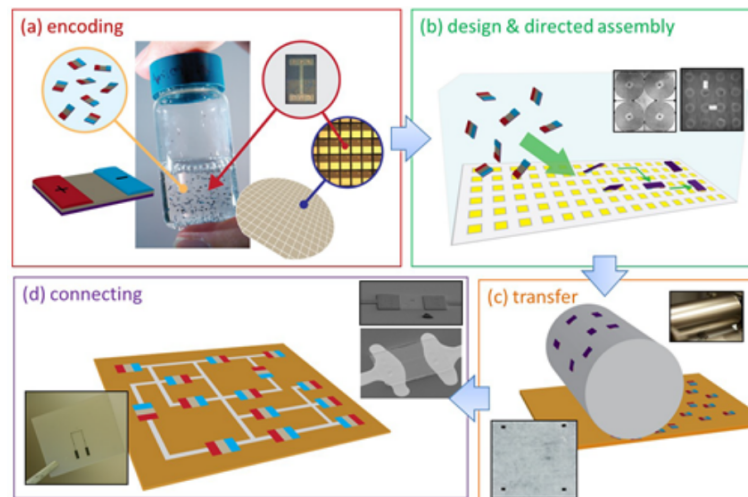 (a) encoding
(b) design & directed assembly
+
-
(d) connecting
(c) transfer